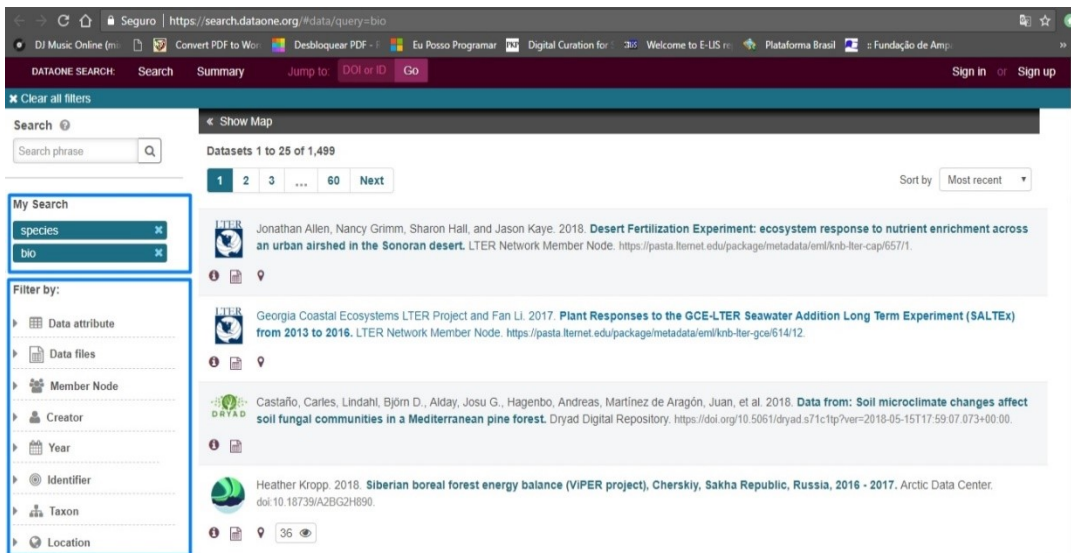 Seguro | https://search.dataone.org/#data/query=bio
DJ Music Online (mi Convert PDF to Wor Desbloquear PDF - F Eu Posso Programar PKP Digital Curation for Welcome to E-LIS re Plataforma Brasil :: Fundação de Amp
DATAONE SEARCH: Search Summary Jump to: DOI or ID Go Sign in or Sign up
Clear all filters
Search
Search phrase
My Search
species
bio
Filter by:
Data attribute
Data files
Member Node
Creator
Year
Identifier
Taxon
Location
« Show Map
Datasets 1 to 25 of 1,499
1 2 3 ... 60 Next Sort by Most recent
LTER
Jonathan Allen, Nancy Grimm, Sharon Hall, and Jason Kaye. 2018. Desert Fertilization Experiment: ecosystem response to nutrient enrichment across
an urban airshed in the Sonoran desert. LTER Network Member Node. https://pasta.lternet.edu/package/metadata/eml/knb-lter-cap/657/1.
LTER
Georgia Coastal Ecosystems LTER Project and Fan Li. 2017. Plant Responses to the GCE-LTER Seawater Addition Long Term Experiment (SALTEx)
from 2013 to 2016. LTER Network Member Node. https://pasta.lternet.edu/package/metadata/eml/knb-lter-gce/614/12.
DRYAD
Castaño, Carles, Lindahl, Björn D., Alday, Josu G., Hagenbo, Andreas, Martínez de Aragón, Juan, et al. 2018. Data from: Soil microclimate changes affect
soil fungal communities in a Mediterranean pine forest. Dryad Digital Repository. https://doi.org/10.5061/dryad.s71c1tp?ver=2018-05-15T17:59:07.073+00:00.
Heather Kropp. 2018. Siberian boreal forest energy balance (ViPER project), Cherskiy, Sakha Republic, Russia, 2016 - 2017. Arctic Data Center.
doi:10.18739/A2BG2H890.
36